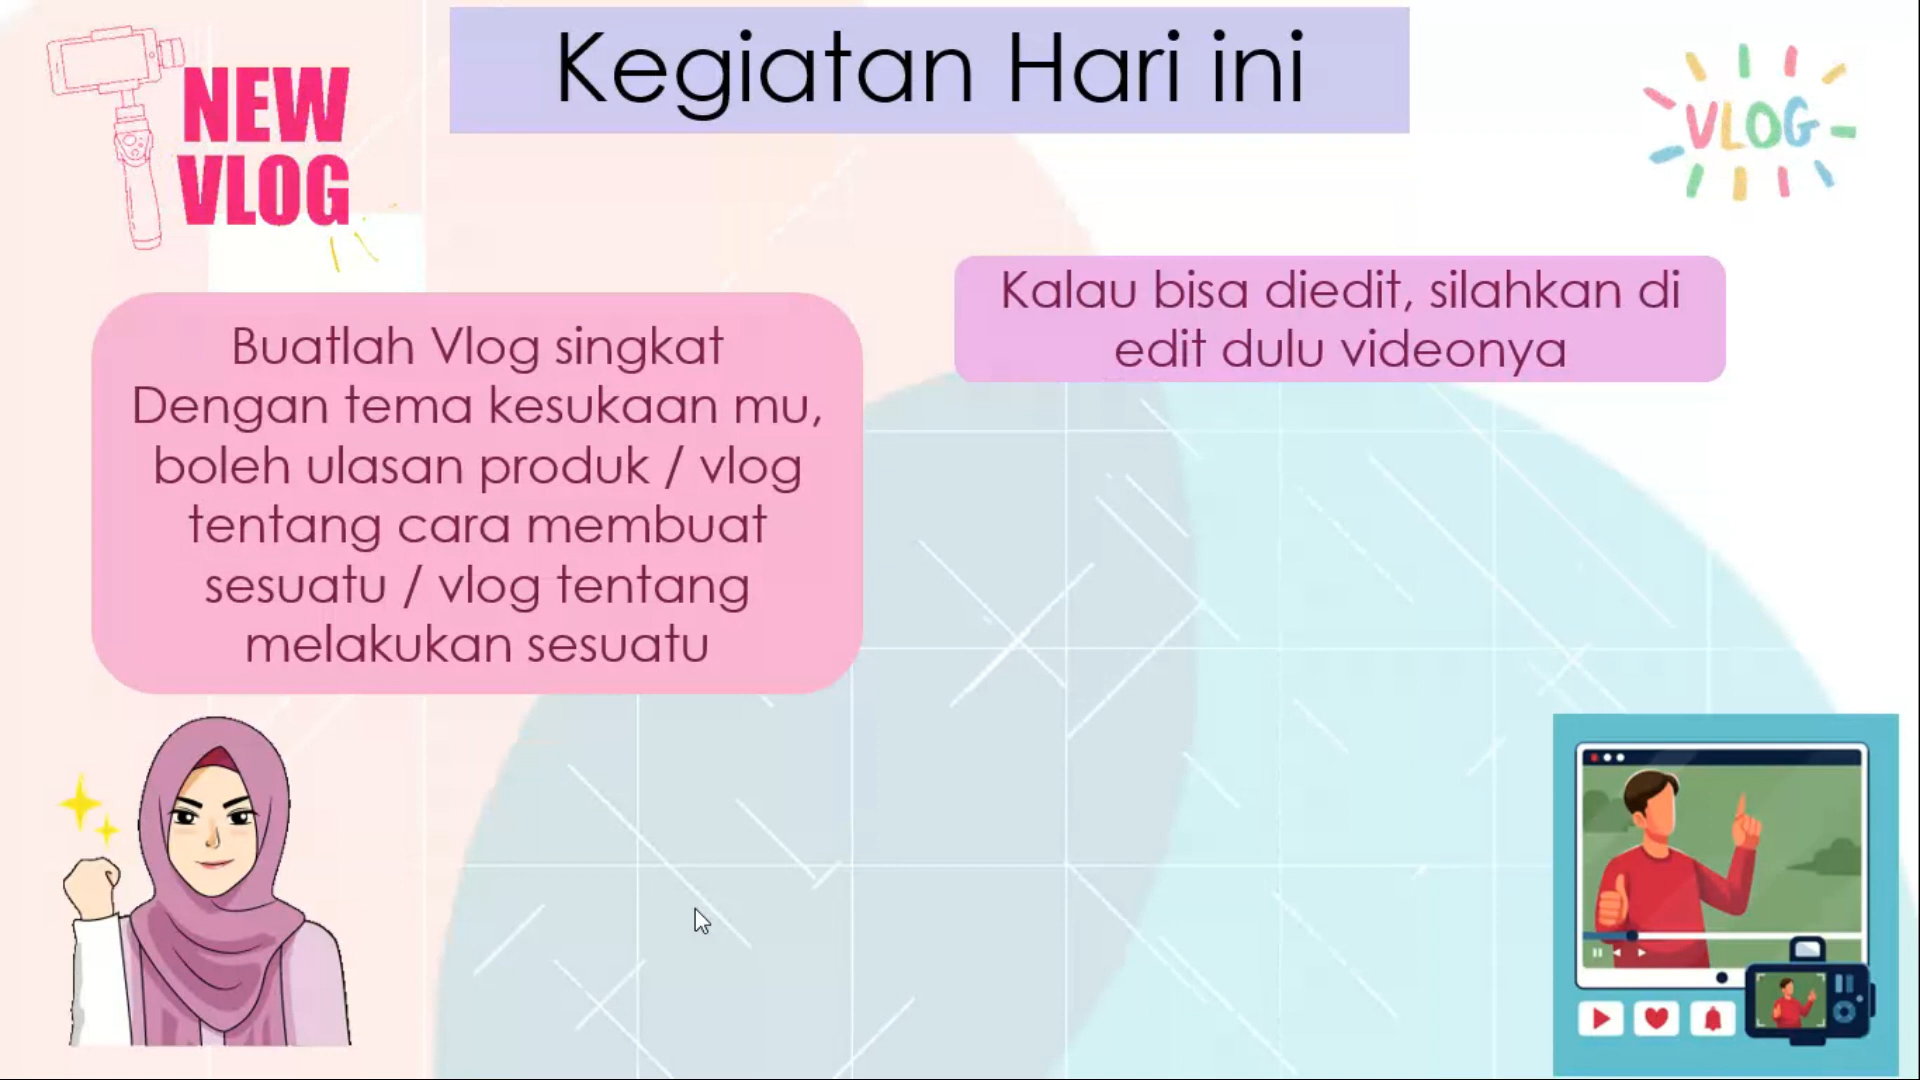 NEW
VLOG
Kegiatan Hari ini
VLOG
Buatlah Vlog singkat
Dengan tema kesukaan mu,
boleh ulasan produk / vlog
tentang cara membuat
sesuatu / vlog tentang
melakukan sesuatu
Kalau bisa diedit, silahkan di
edit dulu videonya